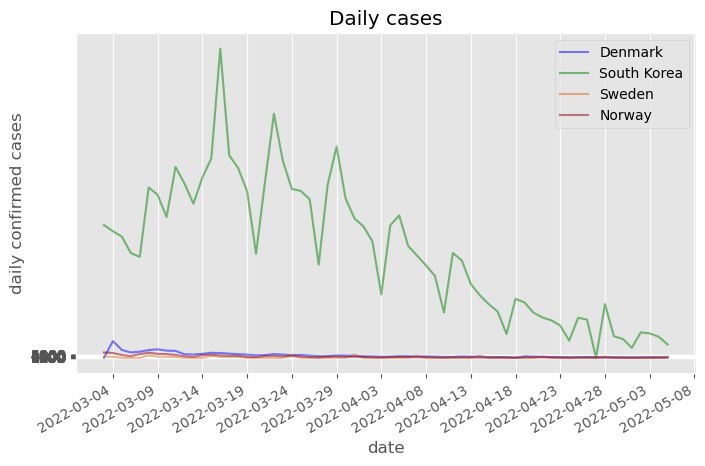 Daily cases
Denmark
South Korea
Sweden
Norway
daily confirmed cases
2022-03-04
2022-03-09
2022-03-14
2022-03-19
2022-03-24
2022-03-29
2022-04-03
2022-04-08
2022-04-13
2022-04-18
2022-04-23
2022-04-28
2022-05-03
2022-05-08
date